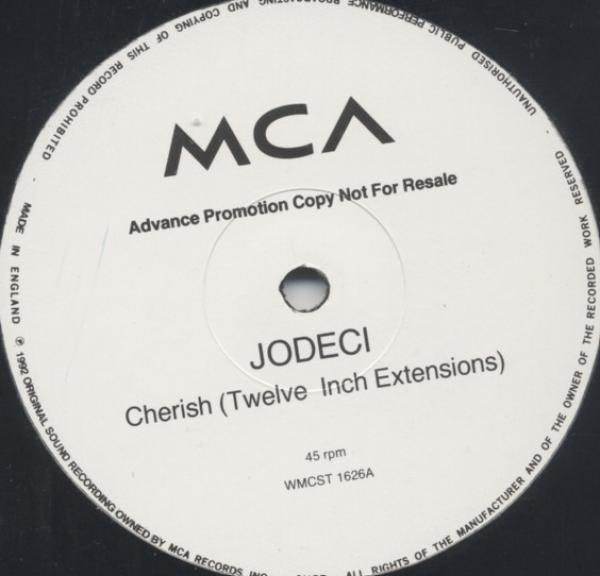 MCA
Advance Promotion Copy Not For Resale
JODECI
Cherish (Twelve Inch Extensions)
45 rpm
WMCST 1626A
MADE IN ENGLAND ℗ 1992 ORIGINAL SOUND RECORDING OWNED BY MCA RECORDS INC
ALL RIGHTS OF THE MANUFACTURER AND OF THE OWNER OF THE RECORDED WORK RESERVED
UNAUTHORISED PUBLIC PERFORMANCE BROADCASTING AND COPYING OF THIS RECORD PROHIBITED